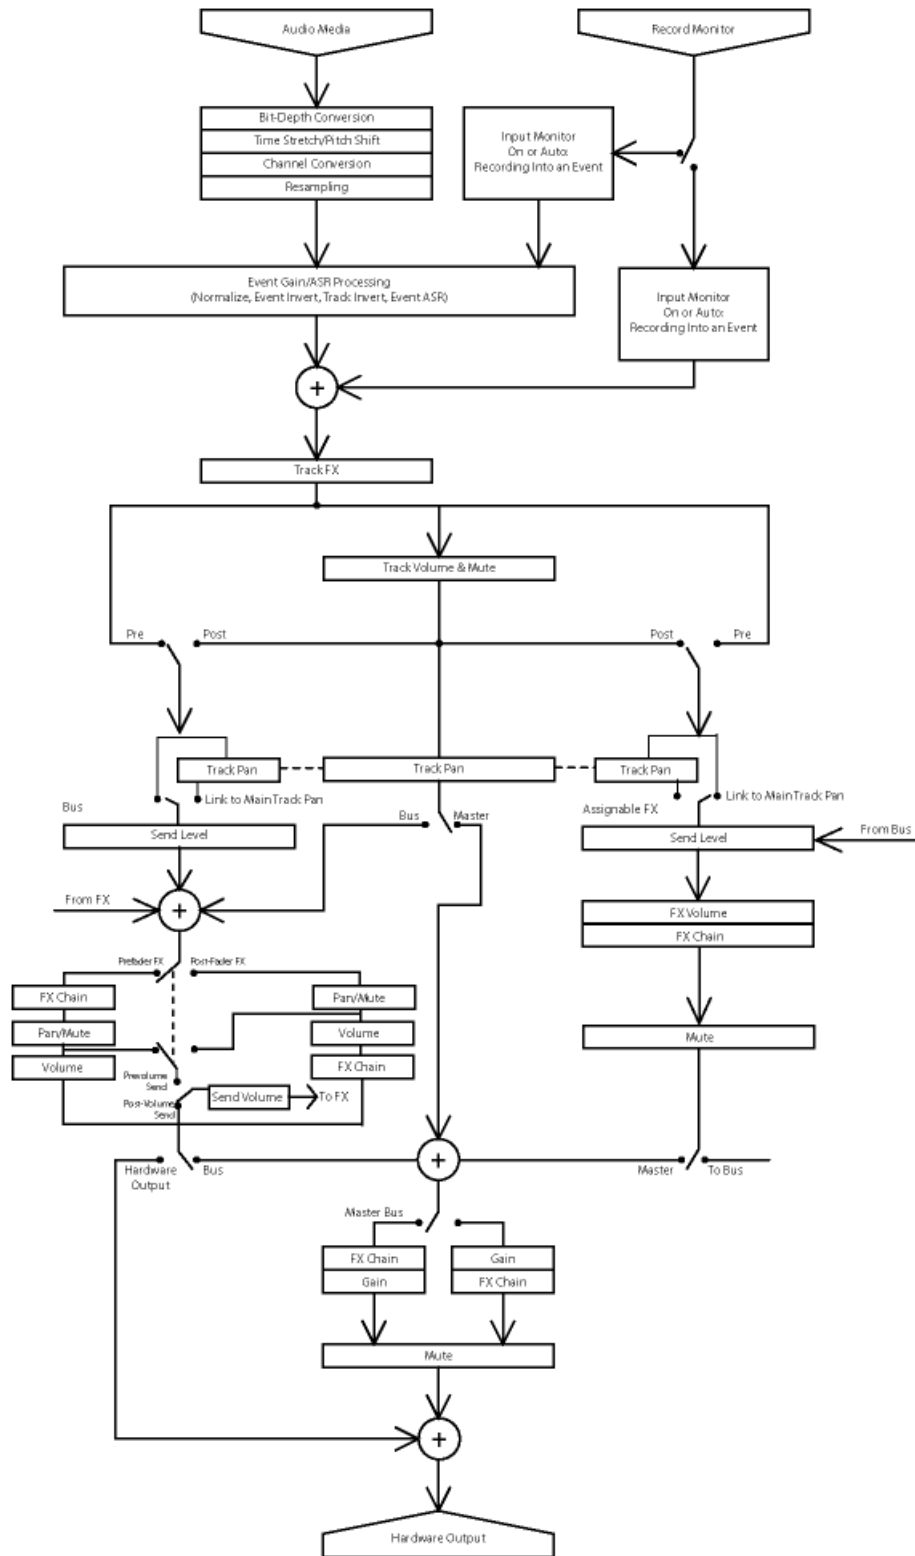 Audio Media
Record Monitor
Bit-Depth Conversion
Time Stretch/Pitch Shift
Channel Conversion
Resampling
Input Monitor
On or Auto:
Recording Into an Event
Event Gain/ASR Processing
(Normalize, Event Invert, Track Invert, Event ASR)
Input Monitor
On or Auto:
Recording Into an Event
+
Track FX
Track Volume & Mute
Pre
Post
Post
Pre
Track Pan
Track Pan
Track Pan
Link to Main Track Pan
Link to Main Track Pan
Bus
Bus
Master
Assignable FX
Send Level
Send Level
From Bus
From FX
+
FX Volume
FX Chain
Prefader FX
Post-Fader FX
FX Chain
Pan/Mute
Pan/Mute
Volume
Volume
FX Chain
Mute
Prevolume
Send
Post-Volume
Send
Send Volume
To FX
Hardware
Output
Bus
+
Master
To Bus
Master Bus
FX Chain
Gain
Gain
FX Chain
Mute
+
Hardware Output